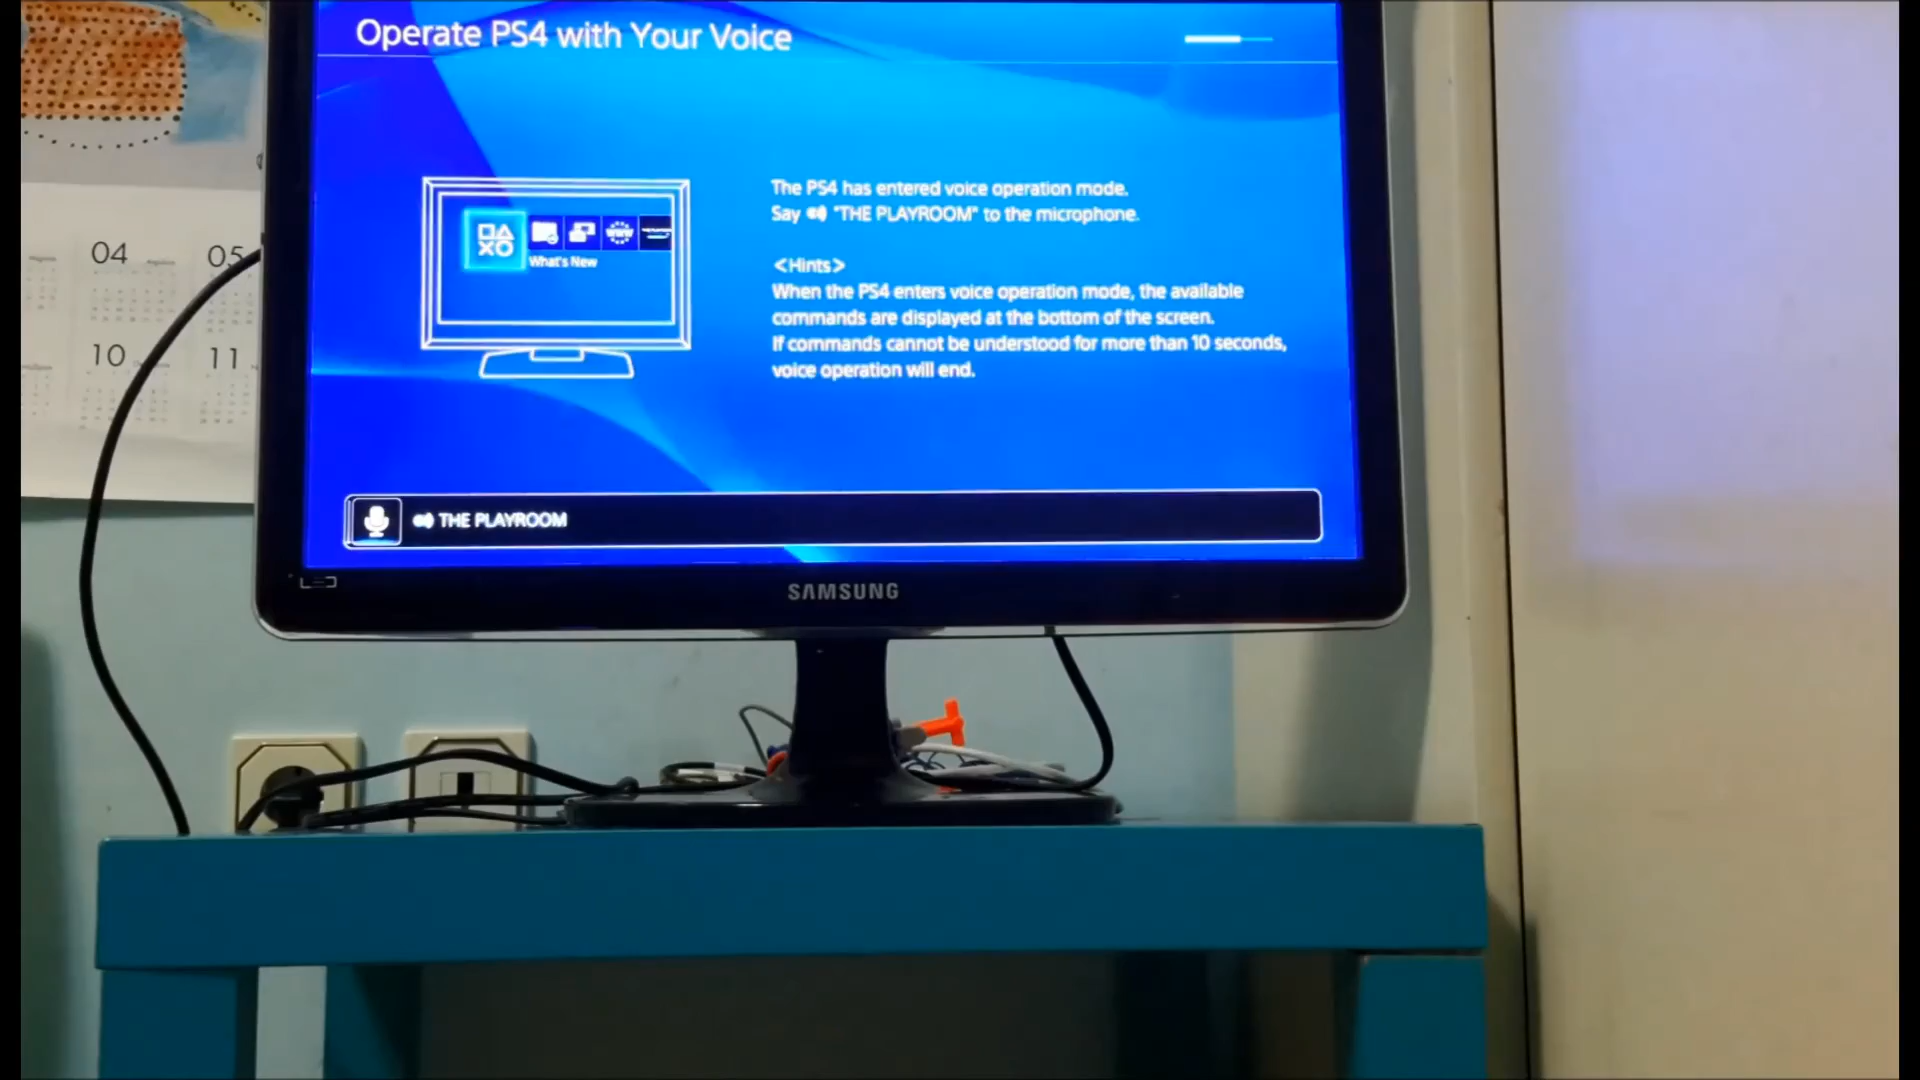 Operate PS4 with Your Voice
The PS4 has entered voice operation mode.
Say "THE PLAYROOM" to the microphone.
What's New
<Hints>
When the PS4 enters voice operation mode, the available
commands are displayed at the bottom of the screen.
If commands cannot be understood for more than 10 seconds,
voice operation will end.
THE PLAYROOM
SAMSUNG
LED
04
05
10
11